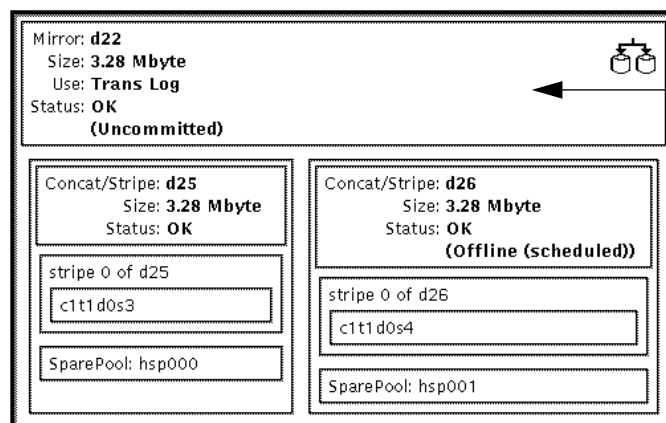 Mirror: d22
Size: 3.28 Mbyte
Use: Trans Log
Status: OK
(Uncommitted)
Concat/Stripe: d25
Size: 3.28 Mbyte
Status: OK
stripe 0 of d25
c1t1d0s3
SparePool: hsp000
Concat/Stripe: d26
Size: 3.28 Mbyte
Status: OK
(Offline (scheduled))
stripe 0 of d26
c1t1d0s4
SparePool: hsp001